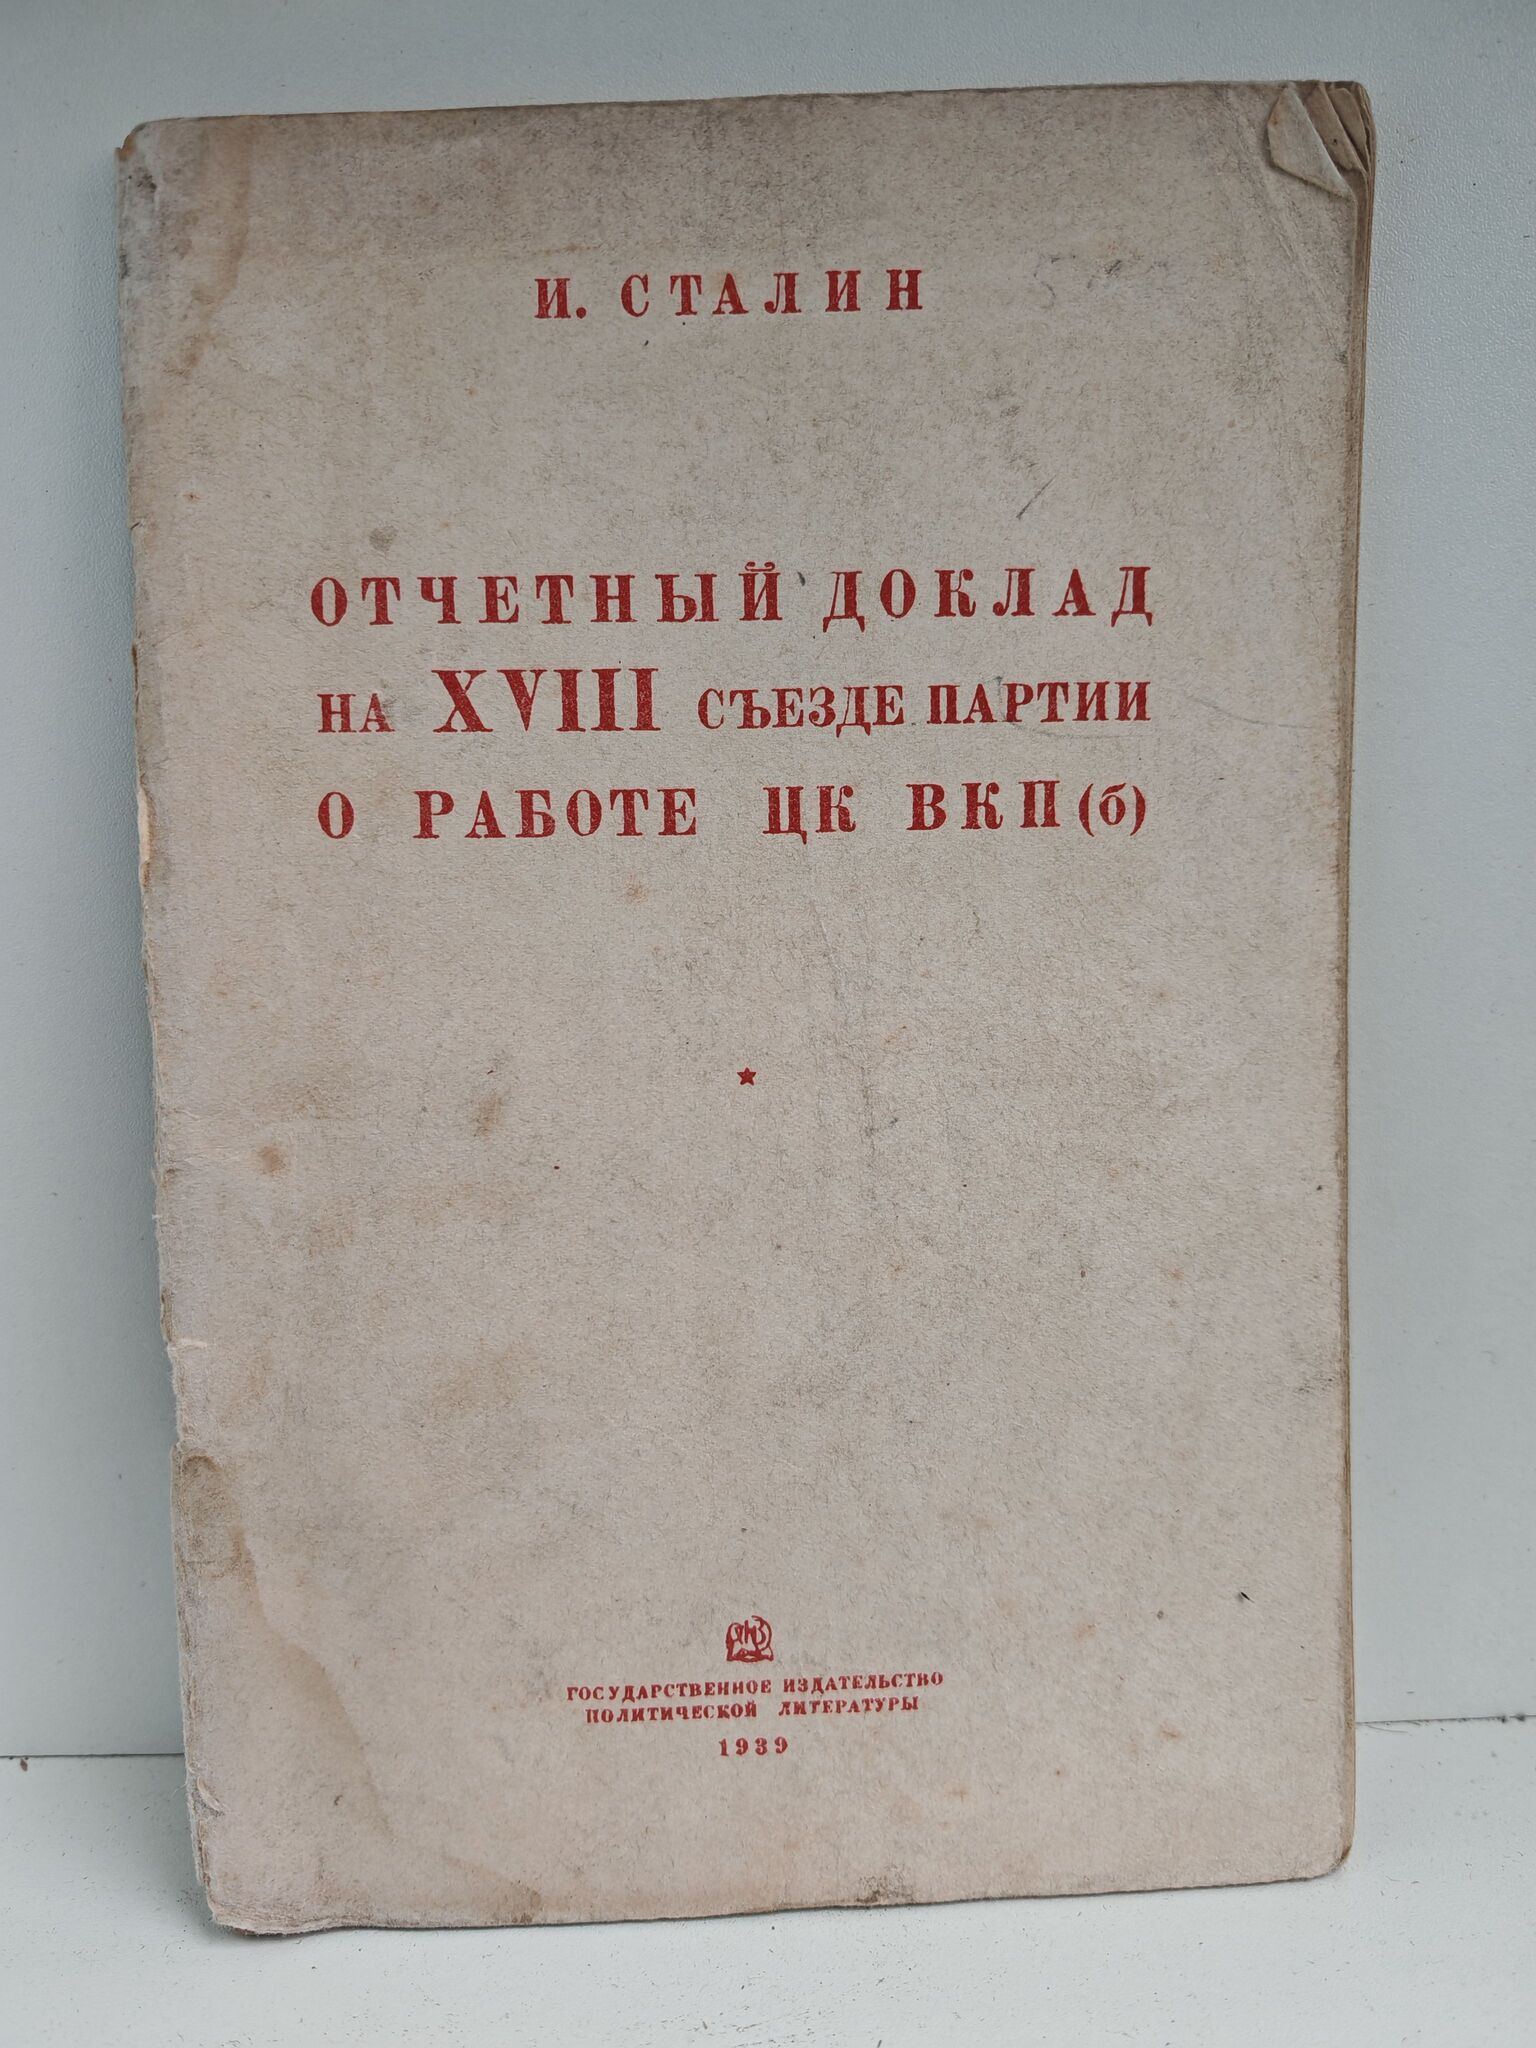 И. СТАЛИН
ОТЧЕТНЫЙ ДОКЛАД
НА XVIII СЪЕЗДЕ ПАРТИИ
О РАБОТЕ ЦК ВКП(б)
ГОСУДАРСТВЕННОЕ ИЗДАТЕЛЬСТВО
ПОЛИТИЧЕСКОЙ ЛИТЕРАТУРЫ
1939